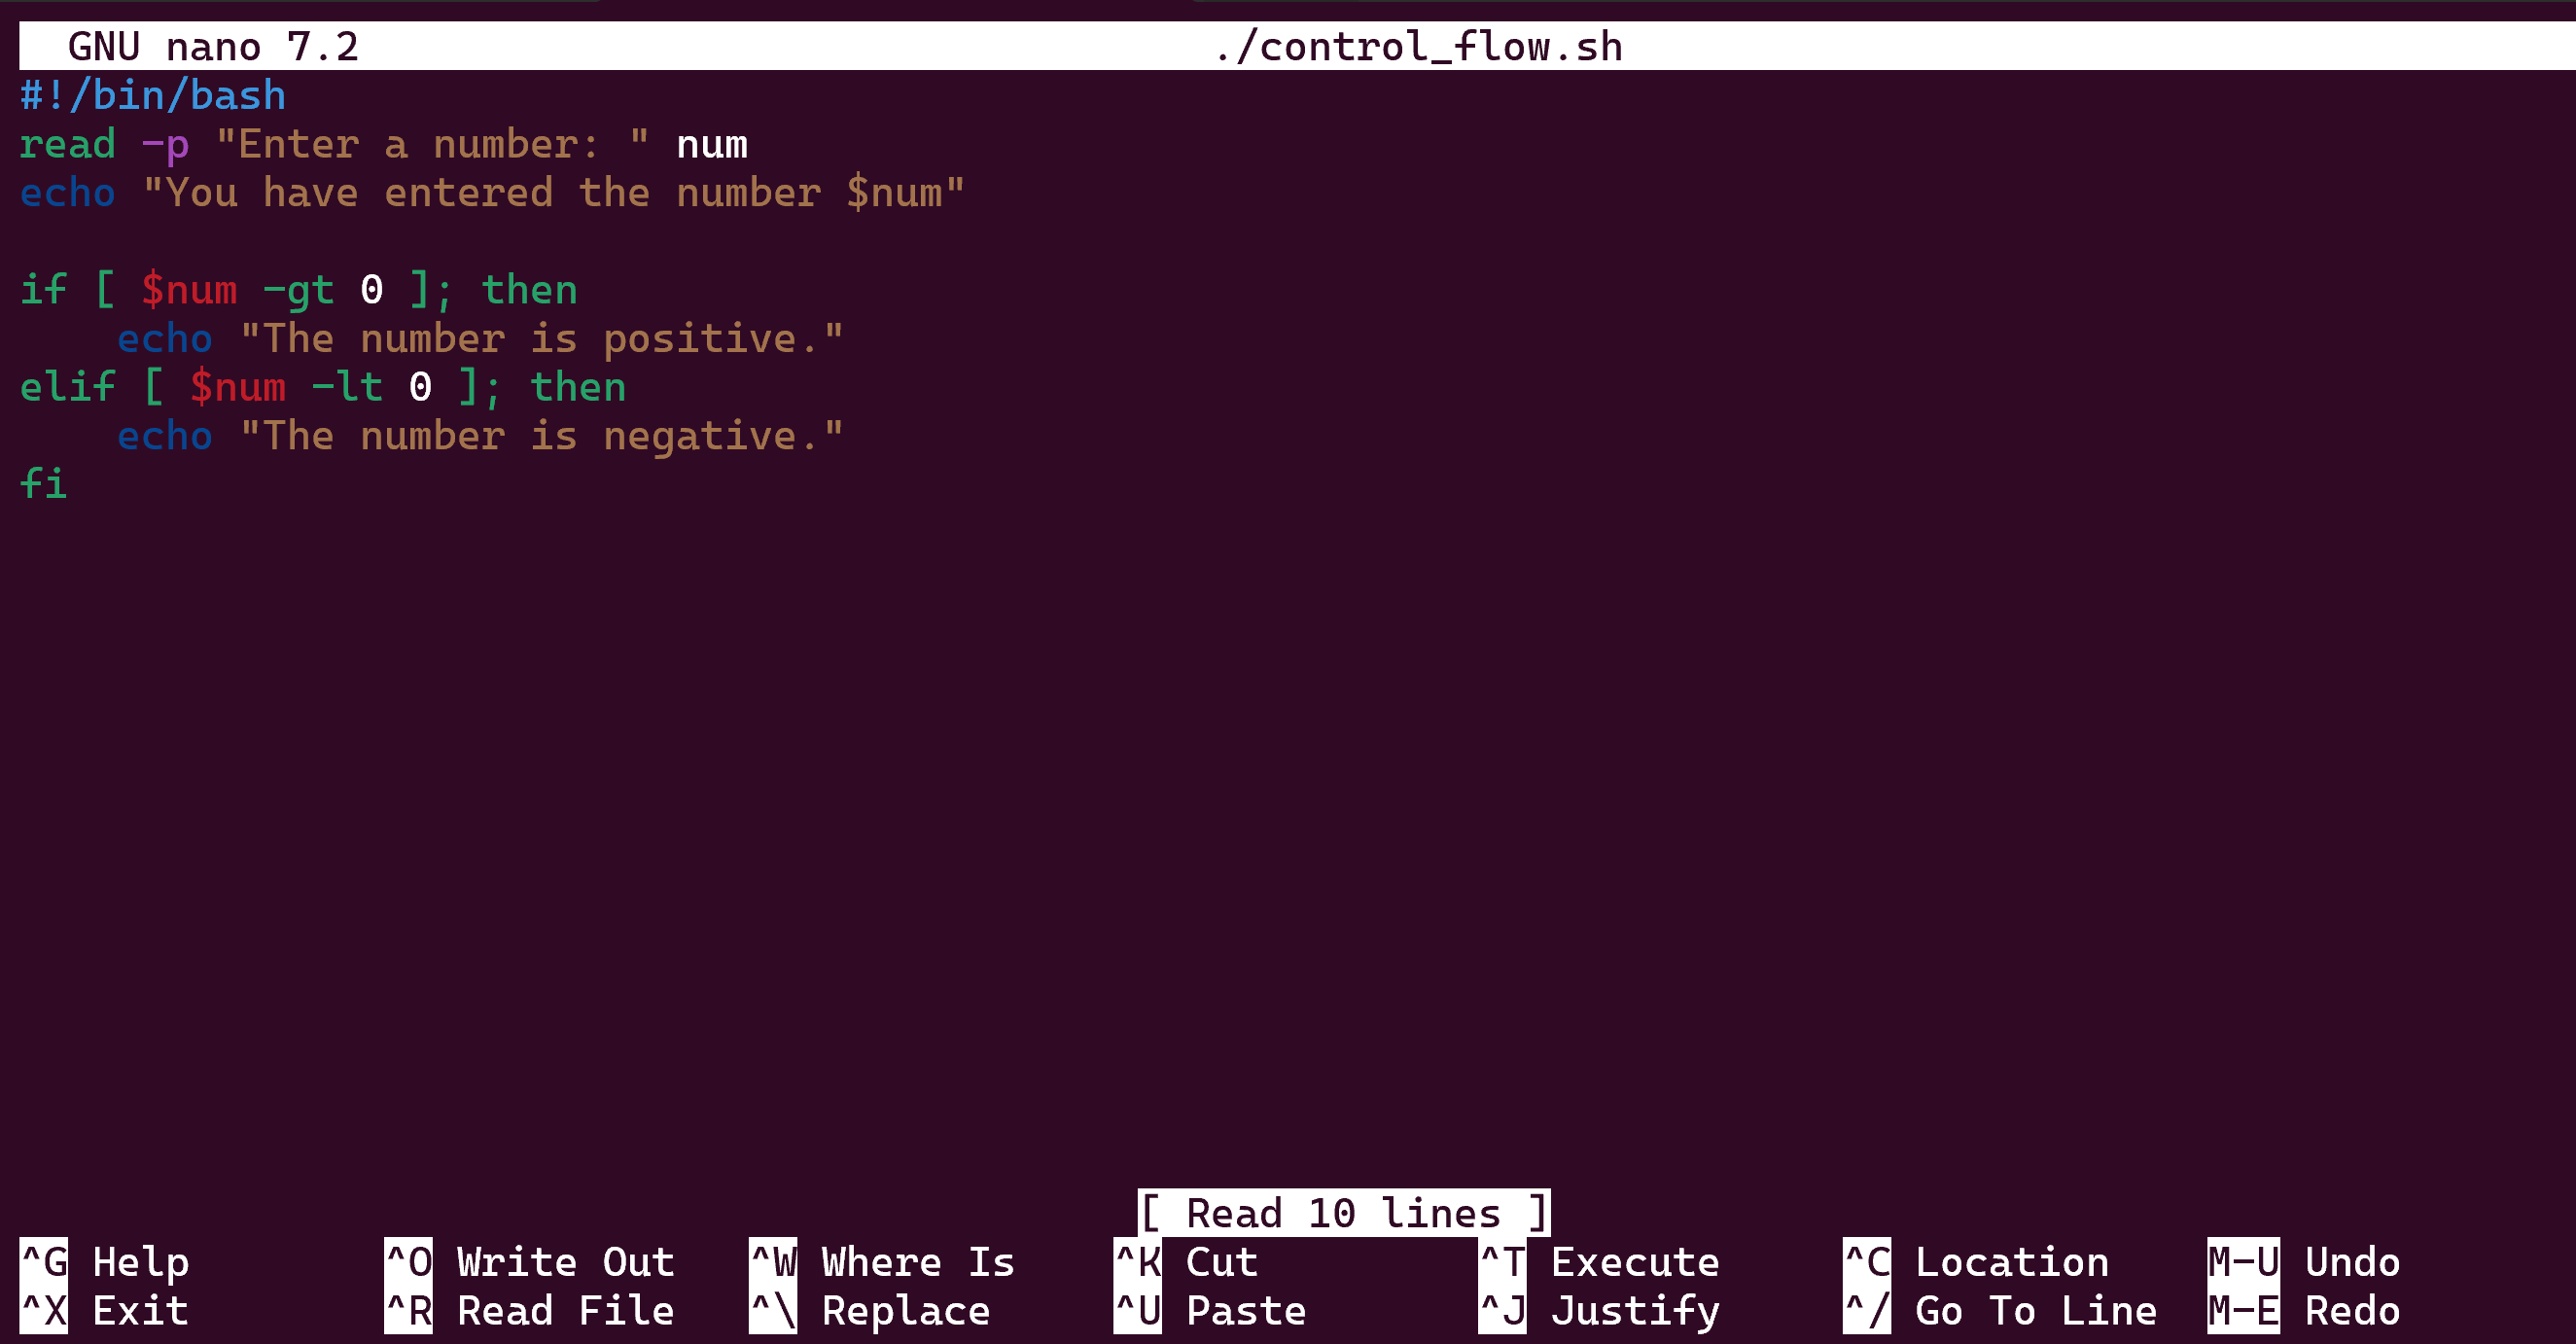 GNU nano 7.2 ./control_flow.sh
#!/bin/bash
read -p "Enter a number: " num
echo "You have entered the number $num"

if [ $num -gt 0 ]; then
    echo "The number is positive."
elif [ $num -lt 0 ]; then
    echo "The number is negative."
fi
[ Read 10 lines ]
^G Help ^O Write Out ^W Where Is ^K Cut ^T Execute ^C Location M-U Undo
^X Exit ^R Read File ^\ Replace ^U Paste ^J Justify ^/ Go To Line M-E Redo